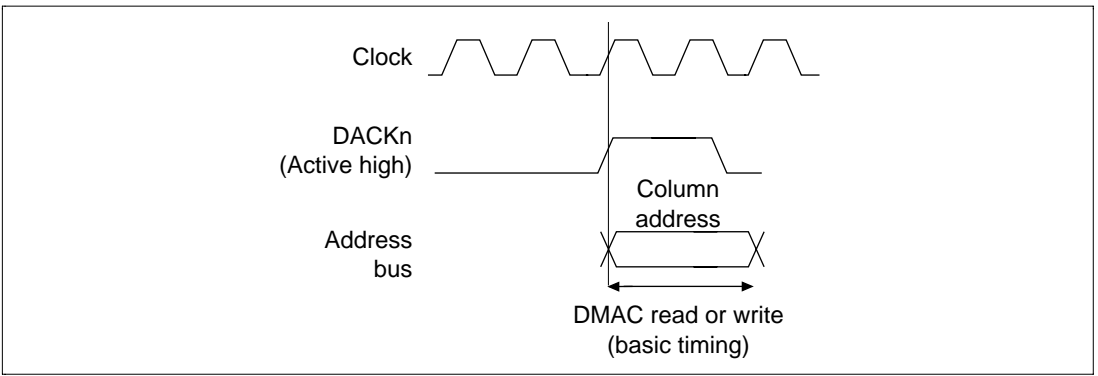 Clock
DACKn
(Active high)
Column
address
Address
bus
DMAC read or write
(basic timing)